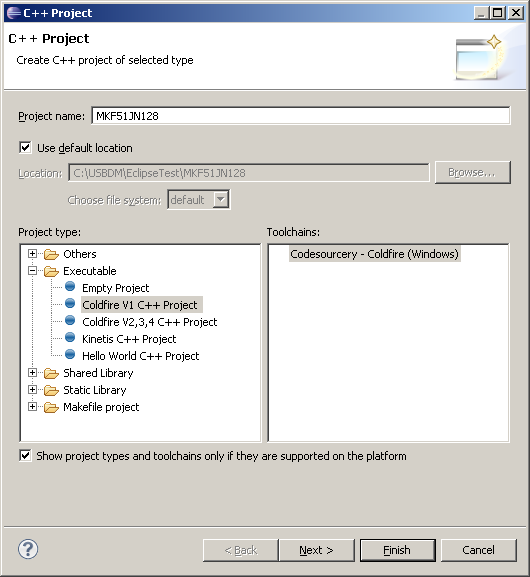 C++ Project
C++ Project
Create C++ project of selected type
Project name: MKF51JN128
Use default location
Location: C:\USBDM\EclipseTest\MKF51JN128 Browse...
Choose file system: default
Project type: Toolchains:
Others Codesourcery - Coldfire (Windows)
Executable
Empty Project
Coldfire V1 C++ Project
Coldfire V2,3,4 C++ Project
Kinetis C++ Project
Hello World C++ Project
Shared Library
Static Library
Makefile project
Show project types and toolchains only if they are supported on the platform
? < Back Next > Finish Cancel